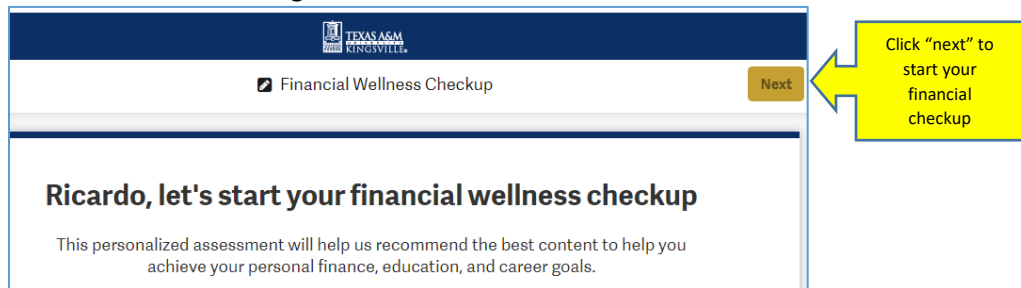 TEXAS A&M
UNIVERSITY
KINGSVILLE.
Financial Wellness Checkup
Next
Click “next” to
start your
financial
checkup
Ricardo, let's start your financial wellness checkup
This personalized assessment will help us recommend the best content to help you
achieve your personal finance, education, and career goals.